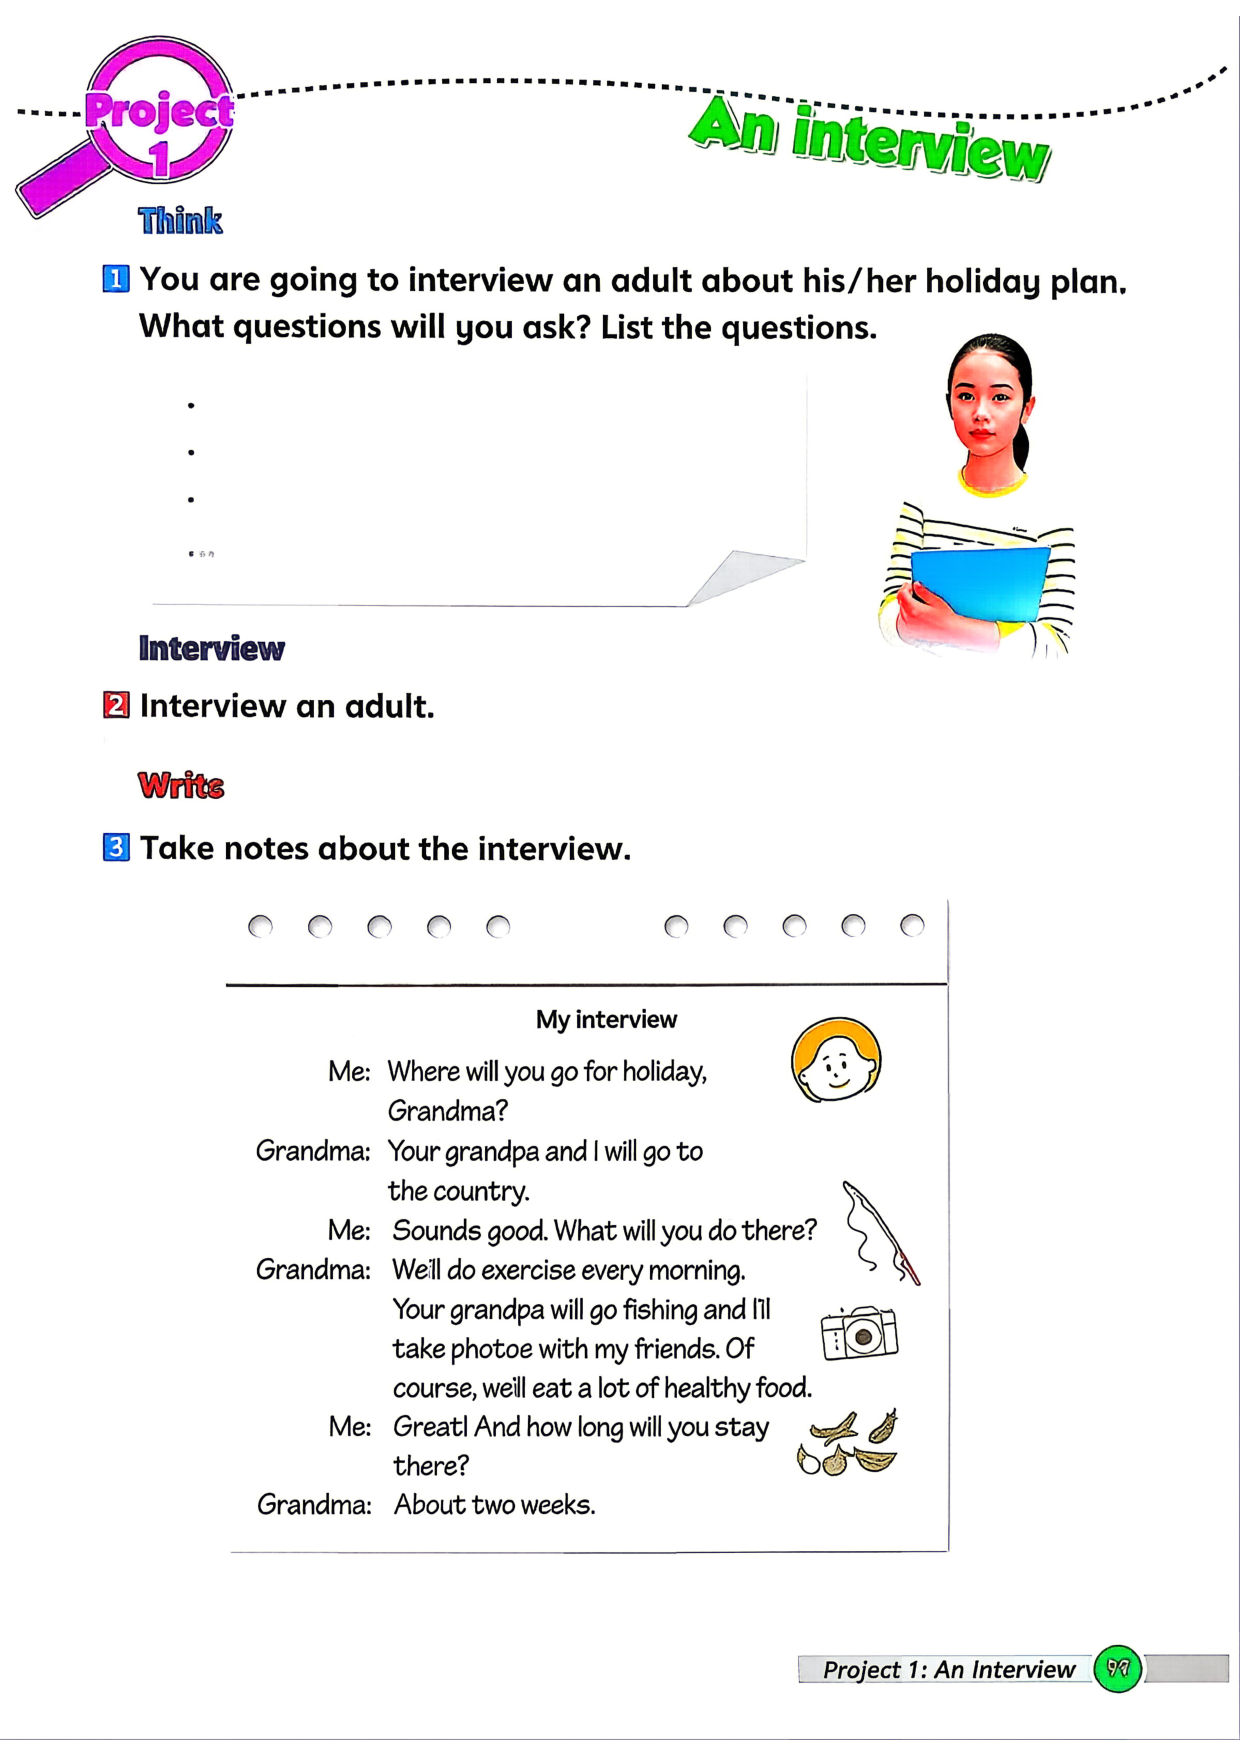 Project
1
An interview
Think
1 You are going to interview an adult about his/her holiday plan.
What questions will you ask? List the questions.
•
•
•
•
Interview
2 Interview an adult.
Write
3 Take notes about the interview.
My interview
Me: Where will you go for holiday,
Grandma?
Grandma: Your grandpa and I will go to
the country.
Me: Sounds good. What will you do there?
Grandma: We'll do exercise every morning.
Your grandpa will go fishing and I'll
take photoe with my friends. Of
course, we'll eat a lot of healthy food.
Me: Great! And how long will you stay
there?
Grandma: About two weeks.
Project 1: An Interview 97